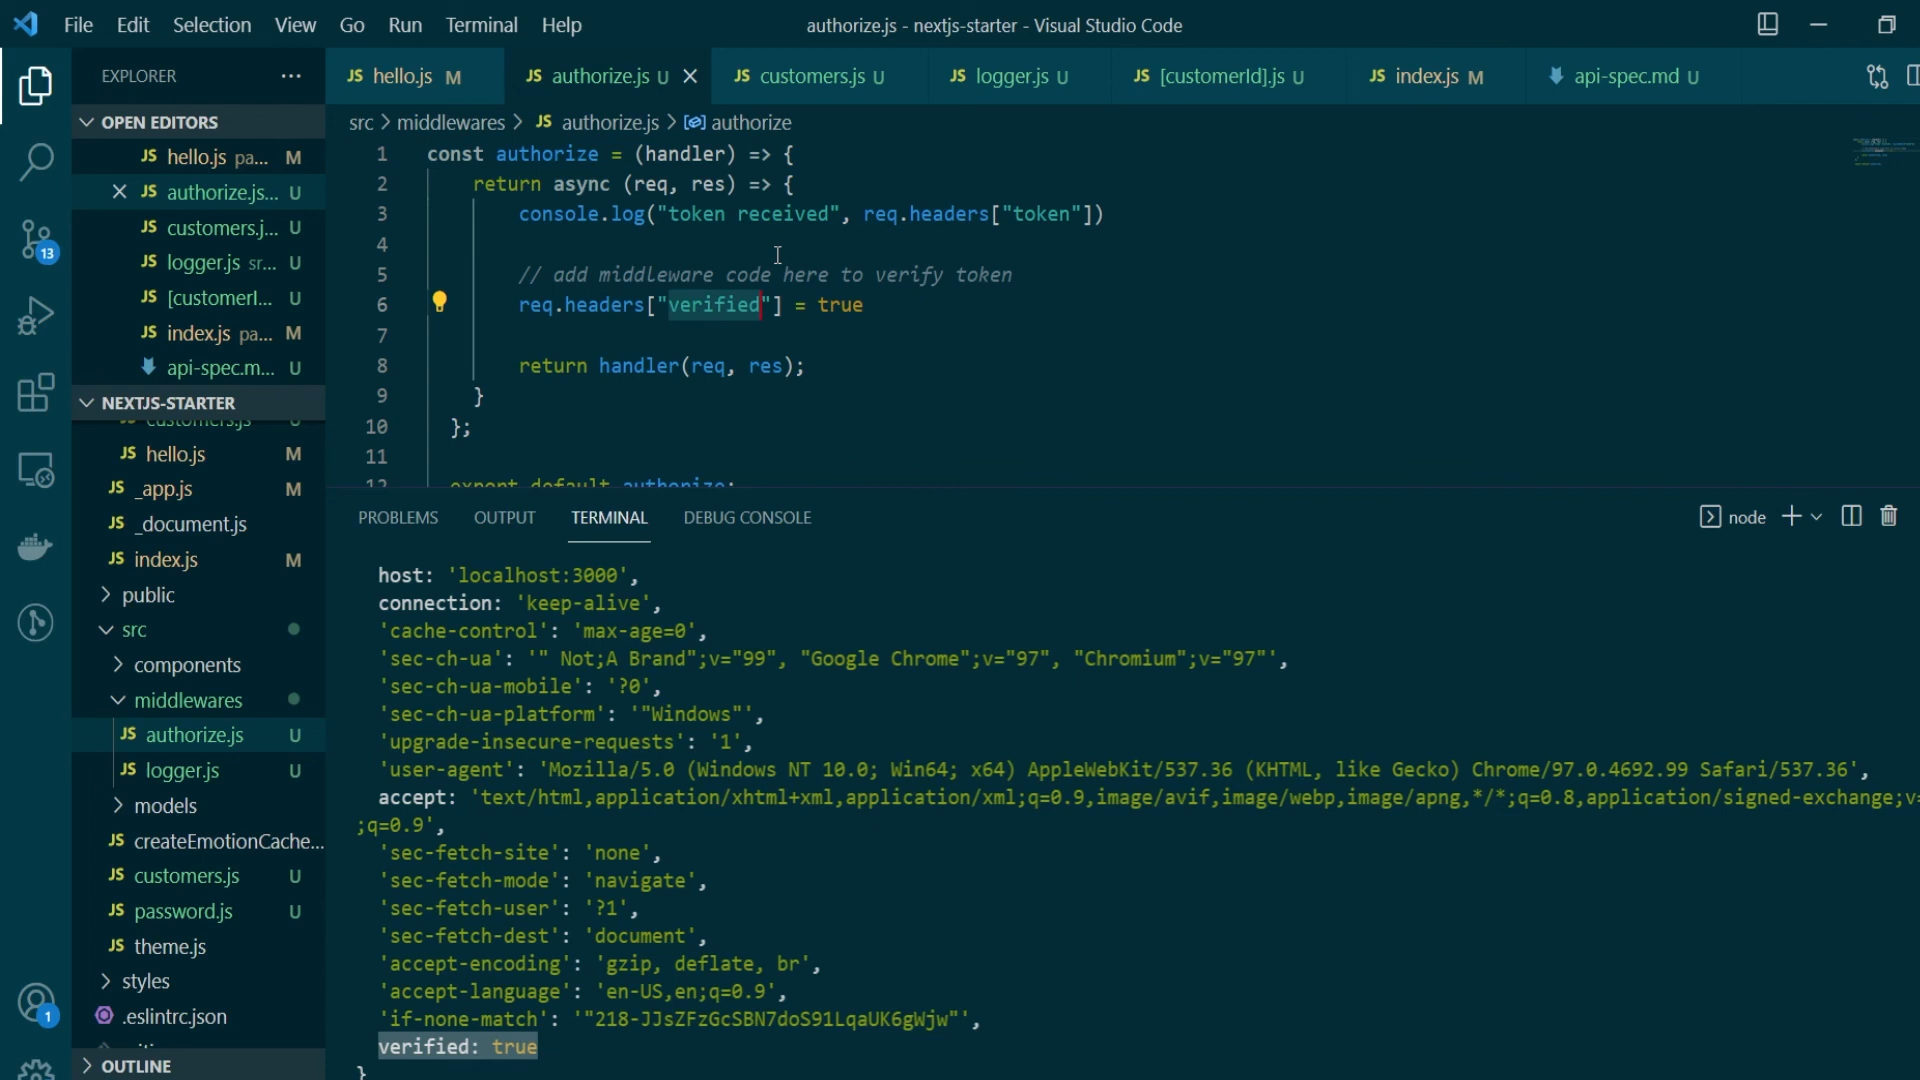 File Edit Selection View Go Run Terminal Help
authorize.js - nextjs-starter - Visual Studio Code
EXPLORER
JS hello.js M
JS authorize.js U
JS customers.js U
JS logger.js U
JS [customerId].js U
JS index.js M
api-spec.md U
OPEN EDITORS
JS hello.js pa... M
JS authorize.js... U
JS customers.j... U
JS logger.js sr... U
JS [customerI... U
JS index.js pa... M
api-spec.m... U
NEXTJS-STARTER
customers.js U
JS hello.js M
JS _app.js M
JS _document.js
JS index.js M
public
src
components
middlewares
JS authorize.js U
JS logger.js U
models
JS createEmotionCache...
JS customers.js U
JS password.js U
JS theme.js
styles
.eslintrc.json
OUTLINE
13
1
src > middlewares > JS authorize.js > authorize
1 const authorize = (handler) => {
2 return async (req, res) => {
3 console.log("token received", req.headers["token"])
4
5 // add middleware code here to verify token
6 req.headers["verified"] = true
7
8 return handler(req, res);
9 }
10 };
11
12 export default authorize;
PROBLEMS OUTPUT TERMINAL DEBUG CONSOLE
node
host: 'localhost:3000',
connection: 'keep-alive',
'cache-control': 'max-age=0',
'sec-ch-ua': '" Not;A Brand";v="99", "Google Chrome";v="97", "Chromium";v="97"',
'sec-ch-ua-mobile': '?0',
'sec-ch-ua-platform': '"Windows"',
'upgrade-insecure-requests': '1',
'user-agent': 'Mozilla/5.0 (Windows NT 10.0; Win64; x64) AppleWebKit/537.36 (KHTML, like Gecko) Chrome/97.0.4692.99 Safari/537.36',
accept: 'text/html,application/xhtml+xml,application/xml;q=0.9,image/avif,image/webp,image/apng,*/*;q=0.8,application/signed-exchange;v=
;q=0.9',
'sec-fetch-site': 'none',
'sec-fetch-mode': 'navigate',
'sec-fetch-user': '?1',
'sec-fetch-dest': 'document',
'accept-encoding': 'gzip, deflate, br',
'accept-language': 'en-US,en;q=0.9',
'if-none-match': '"218-JJsZFzGcSBN7doS91LqaUK6gWjw"',
verified: true
}